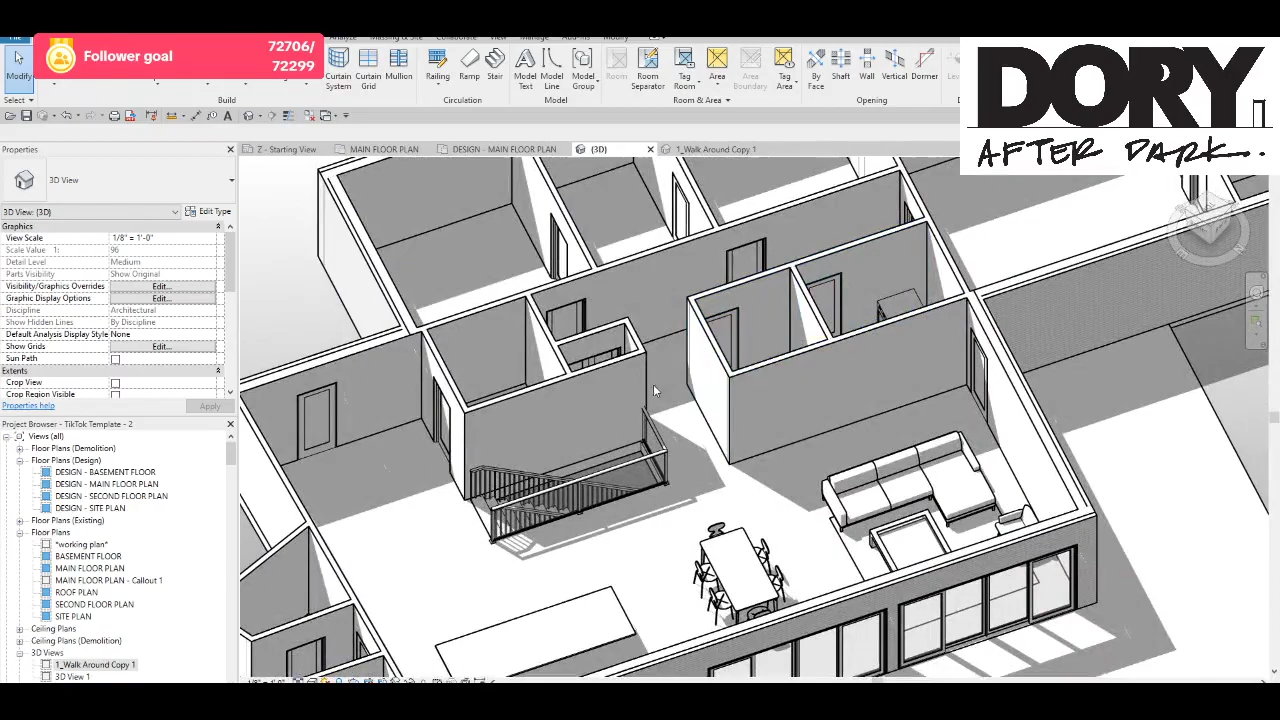 Follower goal
72706/
72299
DORY
AFTER DARK.
Modify
Select
Curtain System
Curtain Grid
Mullion
Railing
Ramp
Stair
Model Text
Model Line
Model Group
Room
Room Separator
Tag Room
Area
Area Boundary
Tag Area
By Face
Shaft
Wall
Vertical
Dormer
Build
Circulation
Model
Room & Area
Opening
Properties
Z - Starting View
MAIN FLOOR PLAN
DESIGN - MAIN FLOOR PLAN
(3D)
1_Walk Around Copy 1
3D View
3D View: (3D)
Edit Type
Graphics
View Scale 1/8" = 1'-0"
Scale Value 1: 96
Detail Level Medium
Parts Visibility Show Original
Visibility/Graphics Overrides Edit...
Graphic Display Options Edit...
Discipline Architectural
Show Hidden Lines By Discipline
Default Analysis Display Style None
Show Grids Edit...
Sun Path
Extents
Crop View
Crop Region Visible
Properties help
Apply
Project Browser - TikTok Template - 2
Views (all)
Floor Plans (Demolition)
Floor Plans (Design)
DESIGN - BASEMENT FLOOR
DESIGN - MAIN FLOOR PLAN
DESIGN - SECOND FLOOR PLAN
DESIGN - SITE PLAN
Floor Plans (Existing)
Floor Plans
*working plan*
BASEMENT FLOOR
MAIN FLOOR PLAN
MAIN FLOOR PLAN - Callout 1
ROOF PLAN
SECOND FLOOR PLAN
SITE PLAN
Ceiling Plans
Ceiling Plans (Demolition)
3D Views
1_Walk Around Copy 1
3D View 1